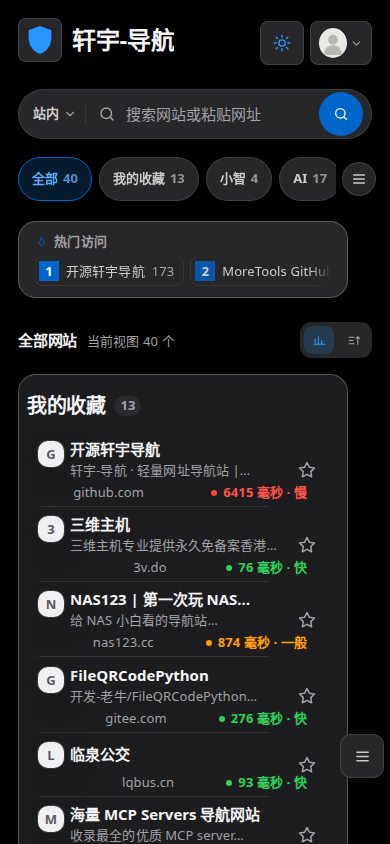 轩宇-导航
站内
搜索网站或粘贴网址
全部 40
我的收藏 13
小智 4
AI 17
热门访问
1 开源轩宇导航 173
2 MoreTools GitHu
全部网站 当前视图 40 个
我的收藏 13
G 开源轩宇导航
轩宇-导航 · 轻量网址导航站 |...
github.com
6415 毫秒 · 慢
3 三维主机
三维主机专业提供永久免备案香港...
3v.do
76 毫秒 · 快
N NAS123 | 第一次玩 NAS...
给 NAS 小白看的导航站...
nas123.cc
874 毫秒 · 一般
G FileQRCodePython
开发-老牛/FileQRCodePython...
gitee.com
276 毫秒 · 快
L 临泉公交
lqbus.cn
93 毫秒 · 快
M 海量 MCP Servers 导航网站
收录最全的优质 MCP server...